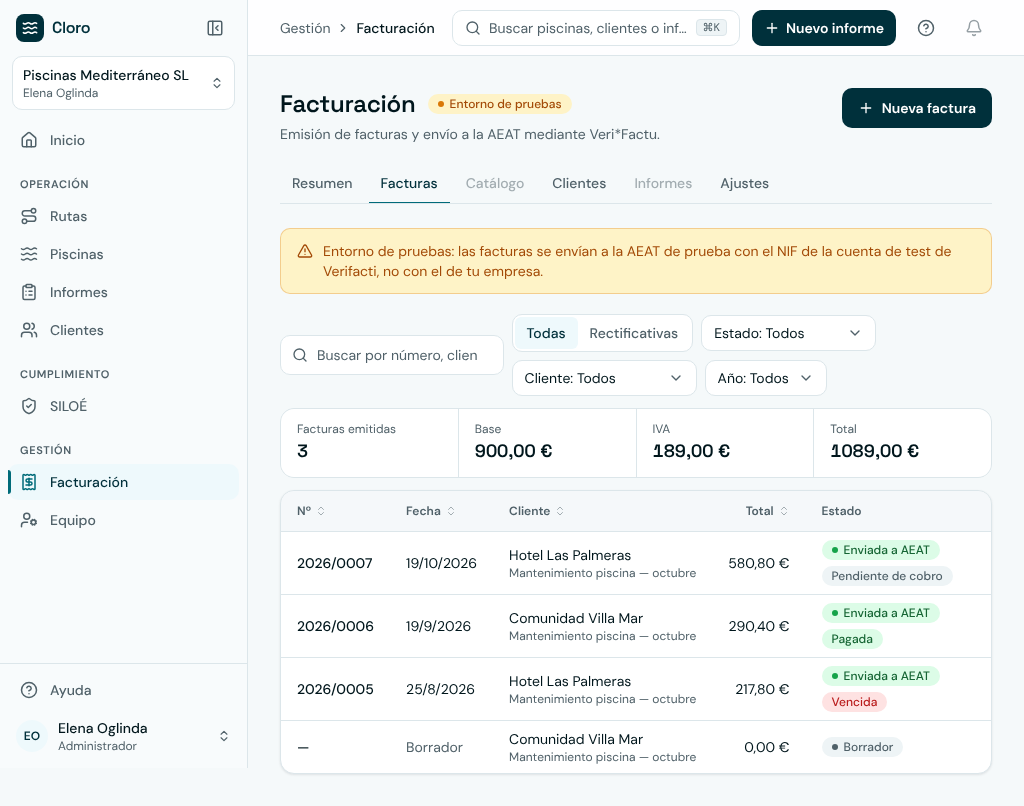 Cloro
Piscinas Mediterráneo SL
Elena Oglinda
Inicio
OPERACIÓN
Rutas
Piscinas
Informes
Clientes
CUMPLIMIENTO
SILOÉ
GESTIÓN
Facturación
Equipo
Ayuda
EO
Elena Oglinda
Administrador
Gestión > Facturación
Buscar piscinas, clientes o inf...
⌘K
+ Nuevo informe
Facturación
Entorno de pruebas
Emisión de facturas y envío a la AEAT mediante Veri*Factu.
+ Nueva factura
Resumen Facturas Catálogo Clientes Informes Ajustes
Entorno de pruebas: las facturas se envían a la AEAT de prueba con el NIF de la cuenta de test de
Verifacti, no con el de tu empresa.
Buscar por número, clien
Todas Rectificativas
Estado: Todos
Cliente: Todos
Año: Todos
Facturas emitidas
3
Base
900,00 €
IVA
189,00 €
Total
1089,00 €
Nº Fecha Cliente Total Estado
2026/0007 19/10/2026 Hotel Las Palmeras 580,80 € Enviada a AEAT
Mantenimiento piscina — octubre Pendiente de cobro
2026/0006 19/9/2026 Comunidad Villa Mar 290,40 € Enviada a AEAT
Mantenimiento piscina — octubre Pagada
2026/0005 25/8/2026 Hotel Las Palmeras 217,80 € Enviada a AEAT
Mantenimiento piscina — octubre Vencida
— Borrador Comunidad Villa Mar 0,00 € Borrador
Mantenimiento piscina — octubre